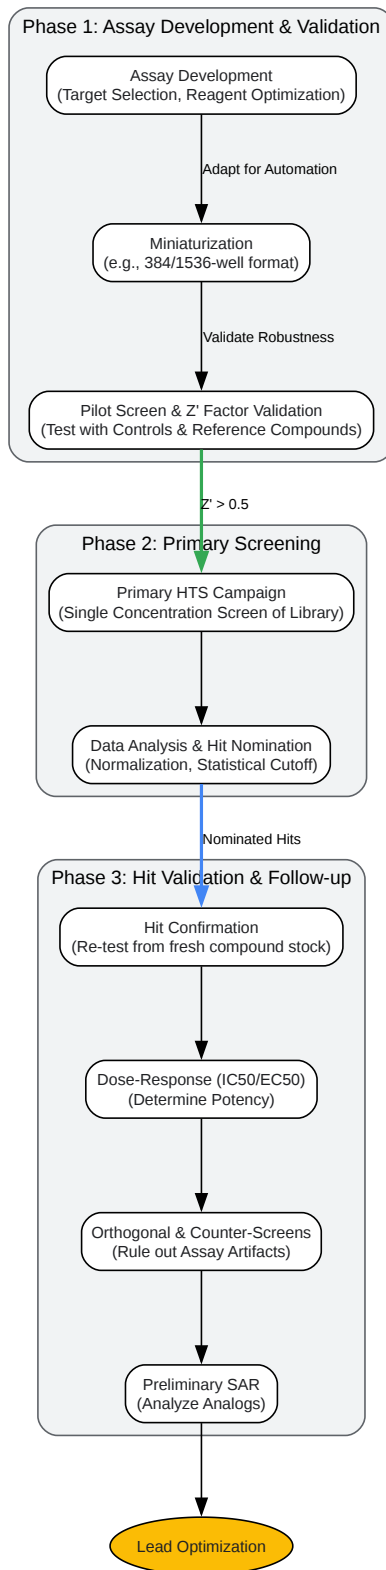 Phase 1: Assay Development & Validation
Assay Development
(Target Selection, Reagent Optimization)
Adapt for Automation
Miniaturization
(e.g., 384/1536-well format)
Validate Robustness
Pilot Screen & Z' Factor Validation
(Test with Controls & Reference Compounds)
Z' > 0.5
Phase 2: Primary Screening
Primary HTS Campaign
(Single Concentration Screen of Library)
Data Analysis & Hit Nomination
(Normalization, Statistical Cutoff)
Nominated Hits
Phase 3: Hit Validation & Follow-up
Hit Confirmation
(Re-test from fresh compound stock)
Dose-Response (IC50/EC50)
(Determine Potency)
Orthogonal & Counter-Screens
(Rule out Assay Artifacts)
Preliminary SAR
(Analyze Analogs)
Lead Optimization